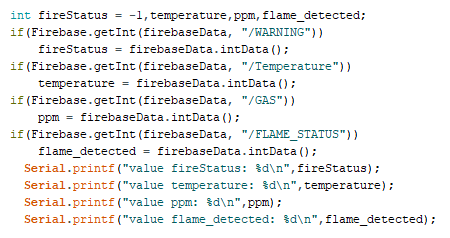 int fireStatus = -1,temperature,ppm,flame_detected;
if(Firebase.getInt(firebaseData, "/WARNING"))
    fireStatus = firebaseData.intData();
if(Firebase.getInt(firebaseData, "/Temperature"))
    temperature = firebaseData.intData();
if(Firebase.getInt(firebaseData, "/GAS"))
    ppm = firebaseData.intData();
if(Firebase.getInt(firebaseData, "/FLAME_STATUS"))
    flame_detected = firebaseData.intData();
  Serial.printf("value fireStatus: %d\n",fireStatus);
  Serial.printf("value temperature: %d\n",temperature);
  Serial.printf("value ppm: %d\n",ppm);
  Serial.printf("value flame_detected: %d\n",flame_detected);